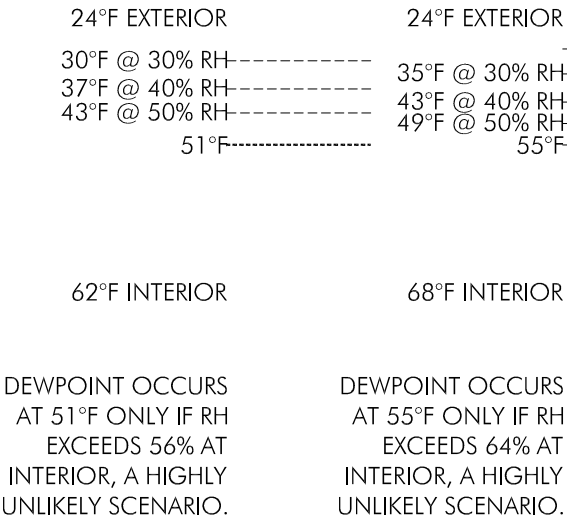 24°F EXTERIOR
30°F @ 30% RH
37°F @ 40% RH
43°F @ 50% RH
51°F
62°F INTERIOR
DEWPOINT OCCURS
AT 51°F ONLY IF RH
EXCEEDS 56% AT
INTERIOR, A HIGHLY
UNLIKELY SCENARIO.
24°F EXTERIOR
35°F @ 30% RH
43°F @ 40% RH
49°F @ 50% RH
55°F
68°F INTERIOR
DEWPOINT OCCURS
AT 55°F ONLY IF RH
EXCEEDS 64% AT
INTERIOR, A HIGHLY
UNLIKELY SCENARIO.